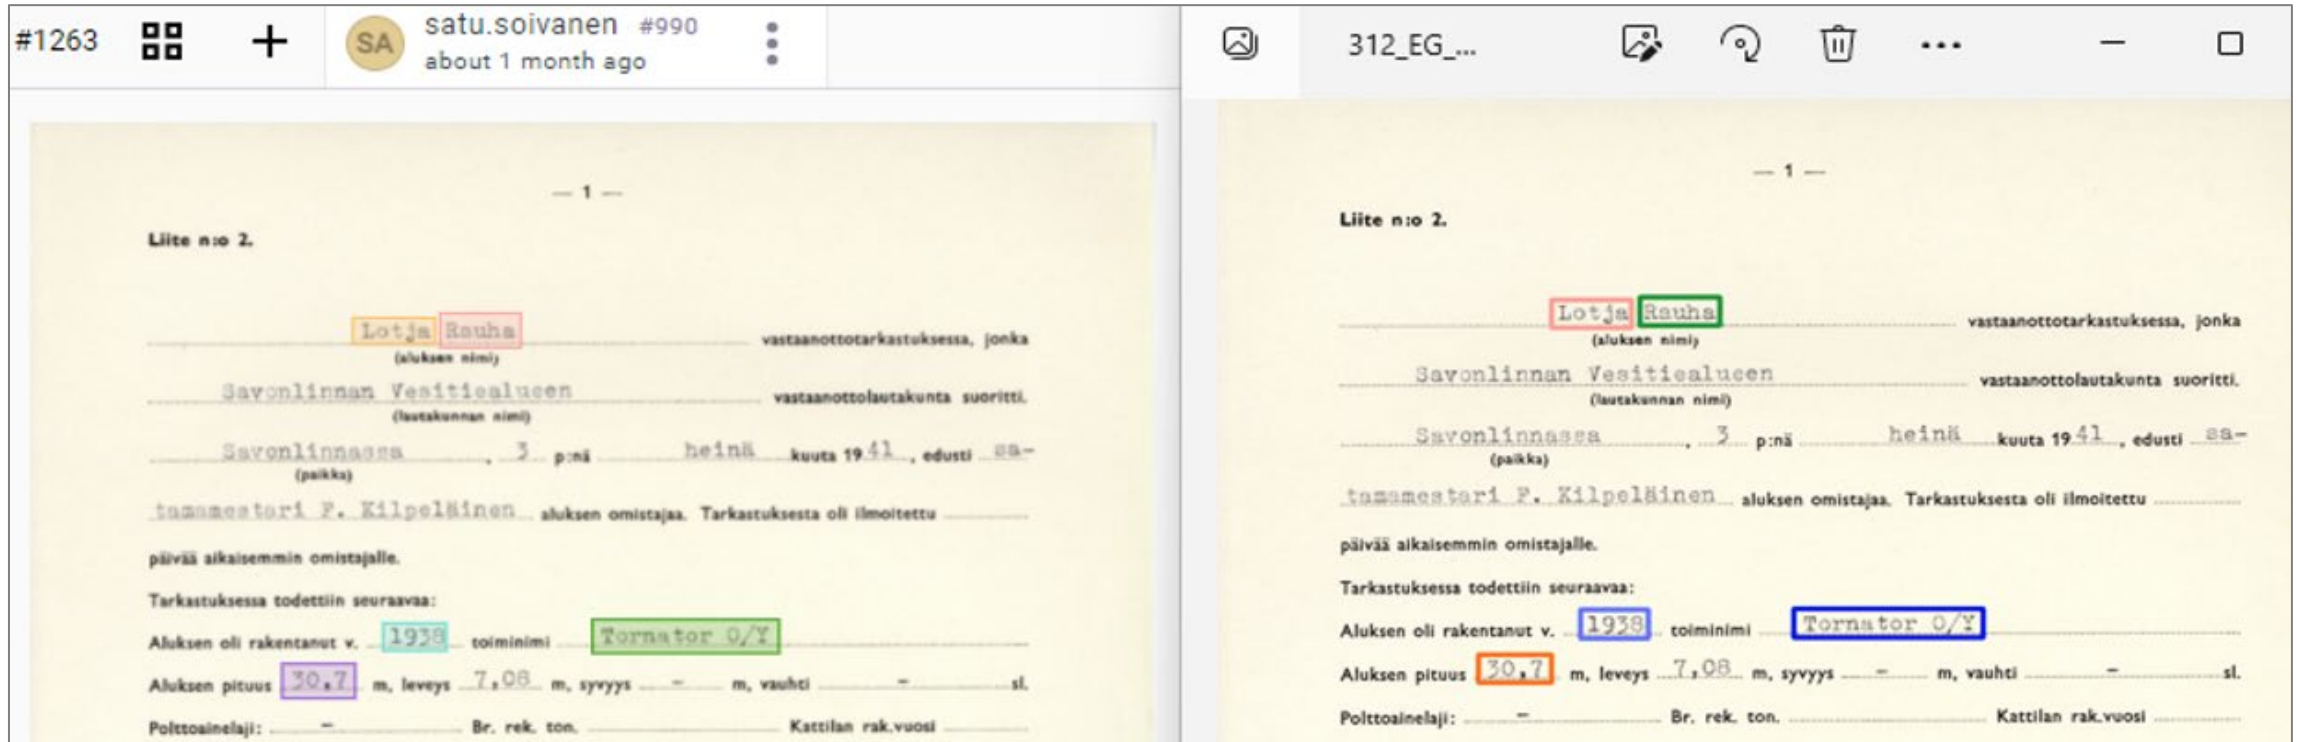 #1263
SA
satu.soivanen #990
about 1 month ago
— 1 —
Liite n:o 2.
Lotja Rauha vastaanottotarkastuksessa, jonka
(aluksen nimi)
Savonlinnan Vesitiealueen vastaanottolautakunta suoritti.
(lautakunnan nimi)
Savonlinnassa , 3 p:nä heinä kuuta 1941 , edusti sa-
(paikka)
tamamestari P. Kilpeläinen aluksen omistajaa. Tarkastuksesta oli ilmoitettu
päivää aikaisemmin omistajalle.
Tarkastuksessa todettiin seuraavaa:
Aluksen oli rakentanut v. 1938 toiminimi Tornator O/Y
Aluksen pituus 30,7 m, leveys 7,08 m, syvyys — m, vauhti — sl.
Polttoainelaji: — Br. rek. ton. Kattilan rak.vuosi
312_EG_...
— 1 —
Liite n:o 2.
Lotja Rauha vastaanottotarkastuksessa, jonka
(aluksen nimi)
Savonlinnan Vesitiealueen vastaanottolautakunta suoritti.
(lautakunnan nimi)
Savonlinnassa , 3 p:nä heinä kuuta 1941 , edusti sa-
(paikka)
tamamestari P. Kilpeläinen aluksen omistajaa. Tarkastuksesta oli ilmoitettu
päivää aikaisemmin omistajalle.
Tarkastuksessa todettiin seuraavaa:
Aluksen oli rakentanut v. 1938 toiminimi Tornator O/Y
Aluksen pituus 30,7 m, leveys 7,08 m, syvyys — m, vauhti — sl.
Polttoainelaji: — Br. rek. ton. Kattilan rak.vuosi